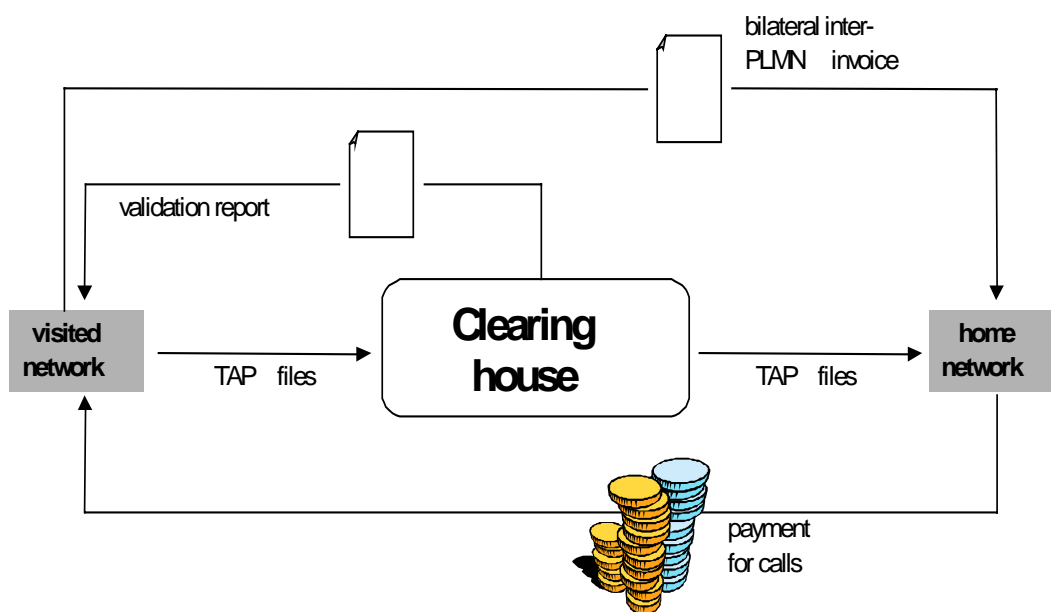 bilateral inter-
PLMN invoice
validation report
visited
network
TAP files
Clearing
house
TAP files
home
network
payment
for calls